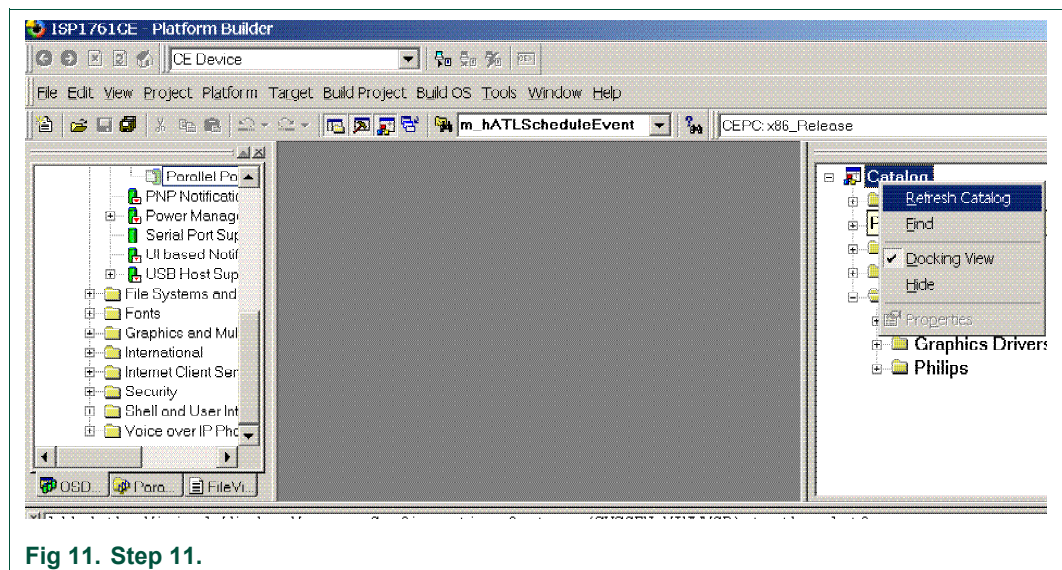 ISP1761CE - Platform Builder
CE Device
File Edit View Project Platform Target Build Project Build OS Tools Window Help
m_hATLScheduleEvent
CEPC: x86_Release
Parallel Po
PNP Notificatio
Power Manag
Serial Port Sup
UI based Notif
USB Host Sup
File Systems and
Fonts
Graphics and Mul
International
Internet Client Ser
Security
Shell and User Int
Voice over IP Pho
OSD...
Para...
FileVi...
Catalog
Refresh Catalog
Find
Docking View
Hide
Properties
Graphics Drivers
Philips
Fig 11. Step 11.